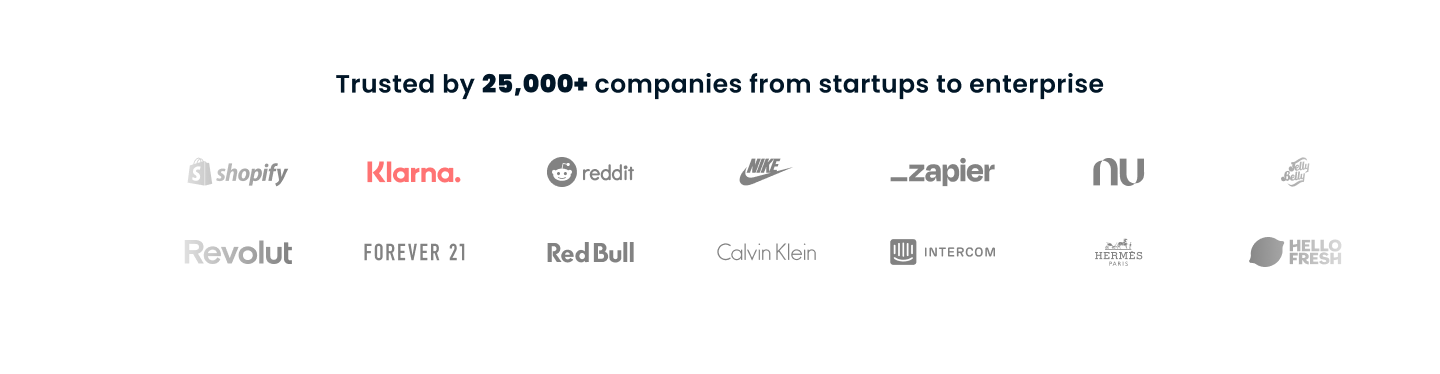 Trusted by 25,000+ companies from startups to enterprise
S shopify
Klarna.
reddit
NIKE
_zapier
nu
Jelly Belly
Revolut
FOREVER 21
Red Bull
Calvin Klein
INTERCOM
HERMÈS
PARIS
HELLO
FRESH